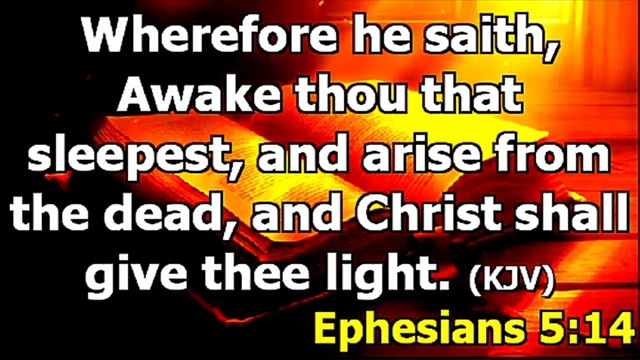 Wherefore he saith,
Awake thou that
sleepest, and arise from
the dead, and Christ shall
give thee light. (KJV)
Ephesians 5:14